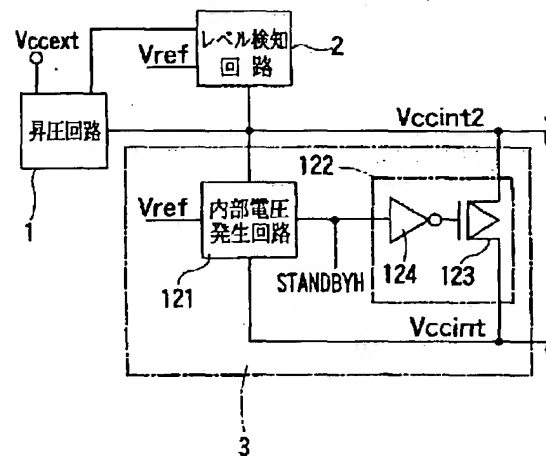 Vccext
レベル検知
回路
2
Vref
昇圧回路
1
Vccint2
122
Vref
内部電圧
発生回路
121
STANDBYH
124
123
Vccint
3